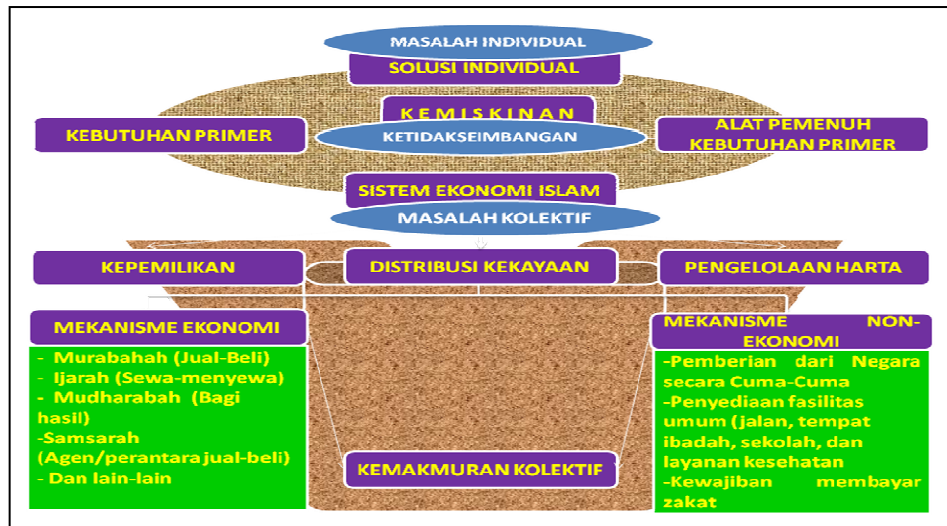 MASALAH INDIVIDUAL
SOLUSI INDIVIDUAL
K E M I S K I N A N
KEBUTUHAN PRIMER
KETIDAKSEIMBANGAN
ALAT PEMENUH
KEBUTUHAN PRIMER
SISTEM EKONOMI ISLAM
MASALAH KOLEKTIF
KEPEMILIKAN
DISTRIBUSI KEKAYAAN
PENGELOLAAN HARTA
MEKANISME EKONOMI
- Murabahah (Jual-Beli)
- Ijarah (Sewa-menyewa)
- Mudharabah (Bagi
hasil)
-Samsarah
(Agen/perantara jual-beli)
- Dan lain-lain
MEKANISME NON-
EKONOMI
-Pemberian dari Negara
secara Cuma-Cuma
-Penyediaan fasilitas
umum (jalan, tempat
ibadah, sekolah, dan
layanan kesehatan
-Kewajiban membayar
zakat
KEMAKMURAN KOLEKTIF